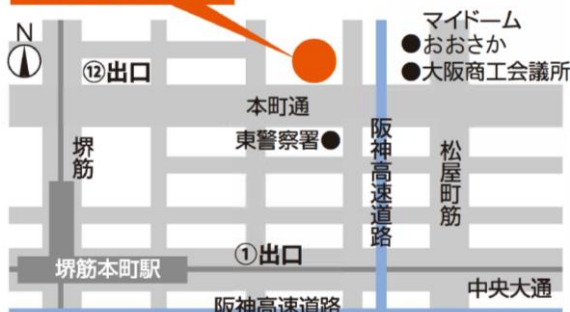 N
マイドーム
●おおさか
●大阪商工会議所
⑫出口
本町通
東警察署●
堺筋
阪神高速道路
松屋町筋
①出口
堺筋本町駅
中央大通
阪神高速道路